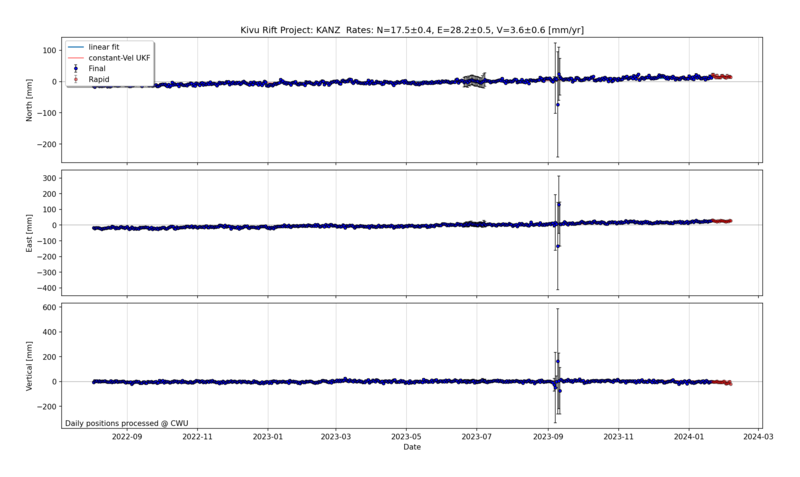 Kivu Rift Project: KANZ  Rates: N=17.5±0.4, E=28.2±0.5, V=3.6±0.6 [mm/yr]
linear fit
constant-Vel UKF
Final
Rapid
100
0
−100
−200
North [mm]
300
200
100
0
−100
−200
−300
−400
East [mm]
600
400
200
0
−200
Vertical [mm]
Daily positions processed @ CWU
2022-09 2022-11 2023-01 2023-03 2023-05 2023-07 2023-09 2023-11 2024-01 2024-03
Date